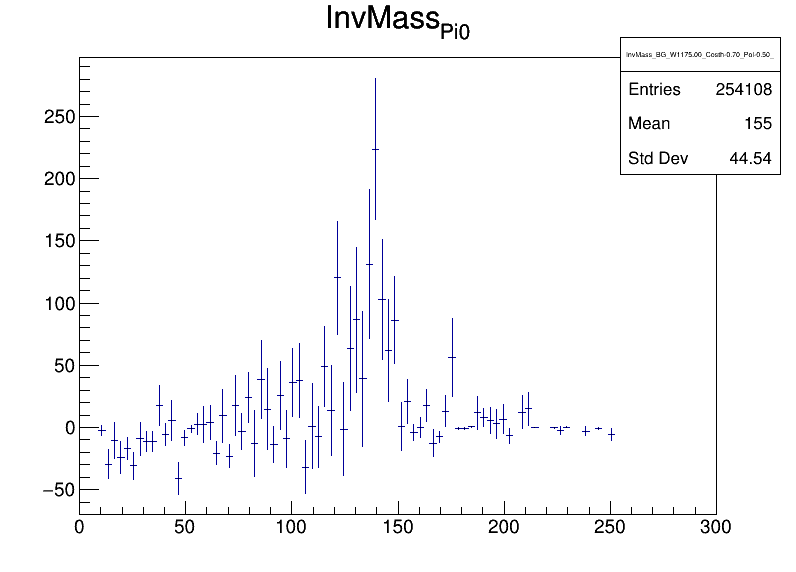 InvMass_Pi0
InvMass_BG_W1175.00_Costh-0.70_Pol-0.50_
Entries 254108
Mean 155
Std Dev 44.54
250
200
150
100
50
0
−50
0 50 100 150 200 250 300